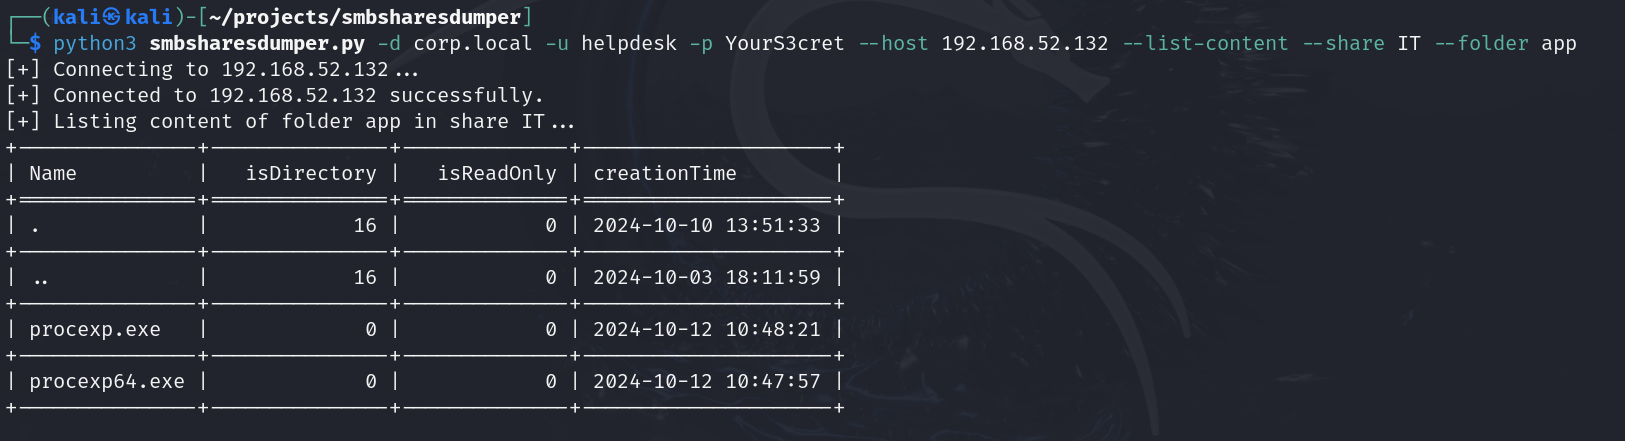 ┌──(kali㉿kali)-[~/projects/smbsharesdumper]
└─$ python3 smbsharesdumper.py -d corp.local -u helpdesk -p YourS3cret --host 192.168.52.132 --list-content --share IT --folder app
[+] Connecting to 192.168.52.132...
[+] Connected to 192.168.52.132 successfully.
[+] Listing content of folder app in share IT...
+---------------+---------------+--------------+---------------------+
| Name          |   isDirectory |   isReadOnly | creationTime        |
+===============+===============+==============+=====================+
| .             |            16 |            0 | 2024-10-10 13:51:33 |
+---------------+---------------+--------------+---------------------+
| ..            |            16 |            0 | 2024-10-03 18:11:59 |
+---------------+---------------+--------------+---------------------+
| procexp.exe   |             0 |            0 | 2024-10-12 10:48:21 |
+---------------+---------------+--------------+---------------------+
| procexp64.exe |             0 |            0 | 2024-10-12 10:47:57 |
+---------------+---------------+--------------+---------------------+